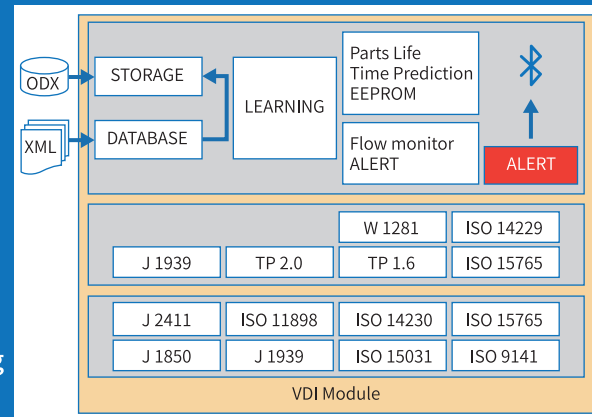 ODX
STORAGE
XML
DATABASE
LEARNING
Parts Life
Time Prediction
EEPROM
Flow monitor
ALERT
ALERT
W 1281
ISO 14229
J 1939
TP 2.0
TP 1.6
ISO 15765
J 2411
ISO 11898
ISO 14230
ISO 15765
J 1850
J 1939
ISO 15031
ISO 9141
g
VDI Module